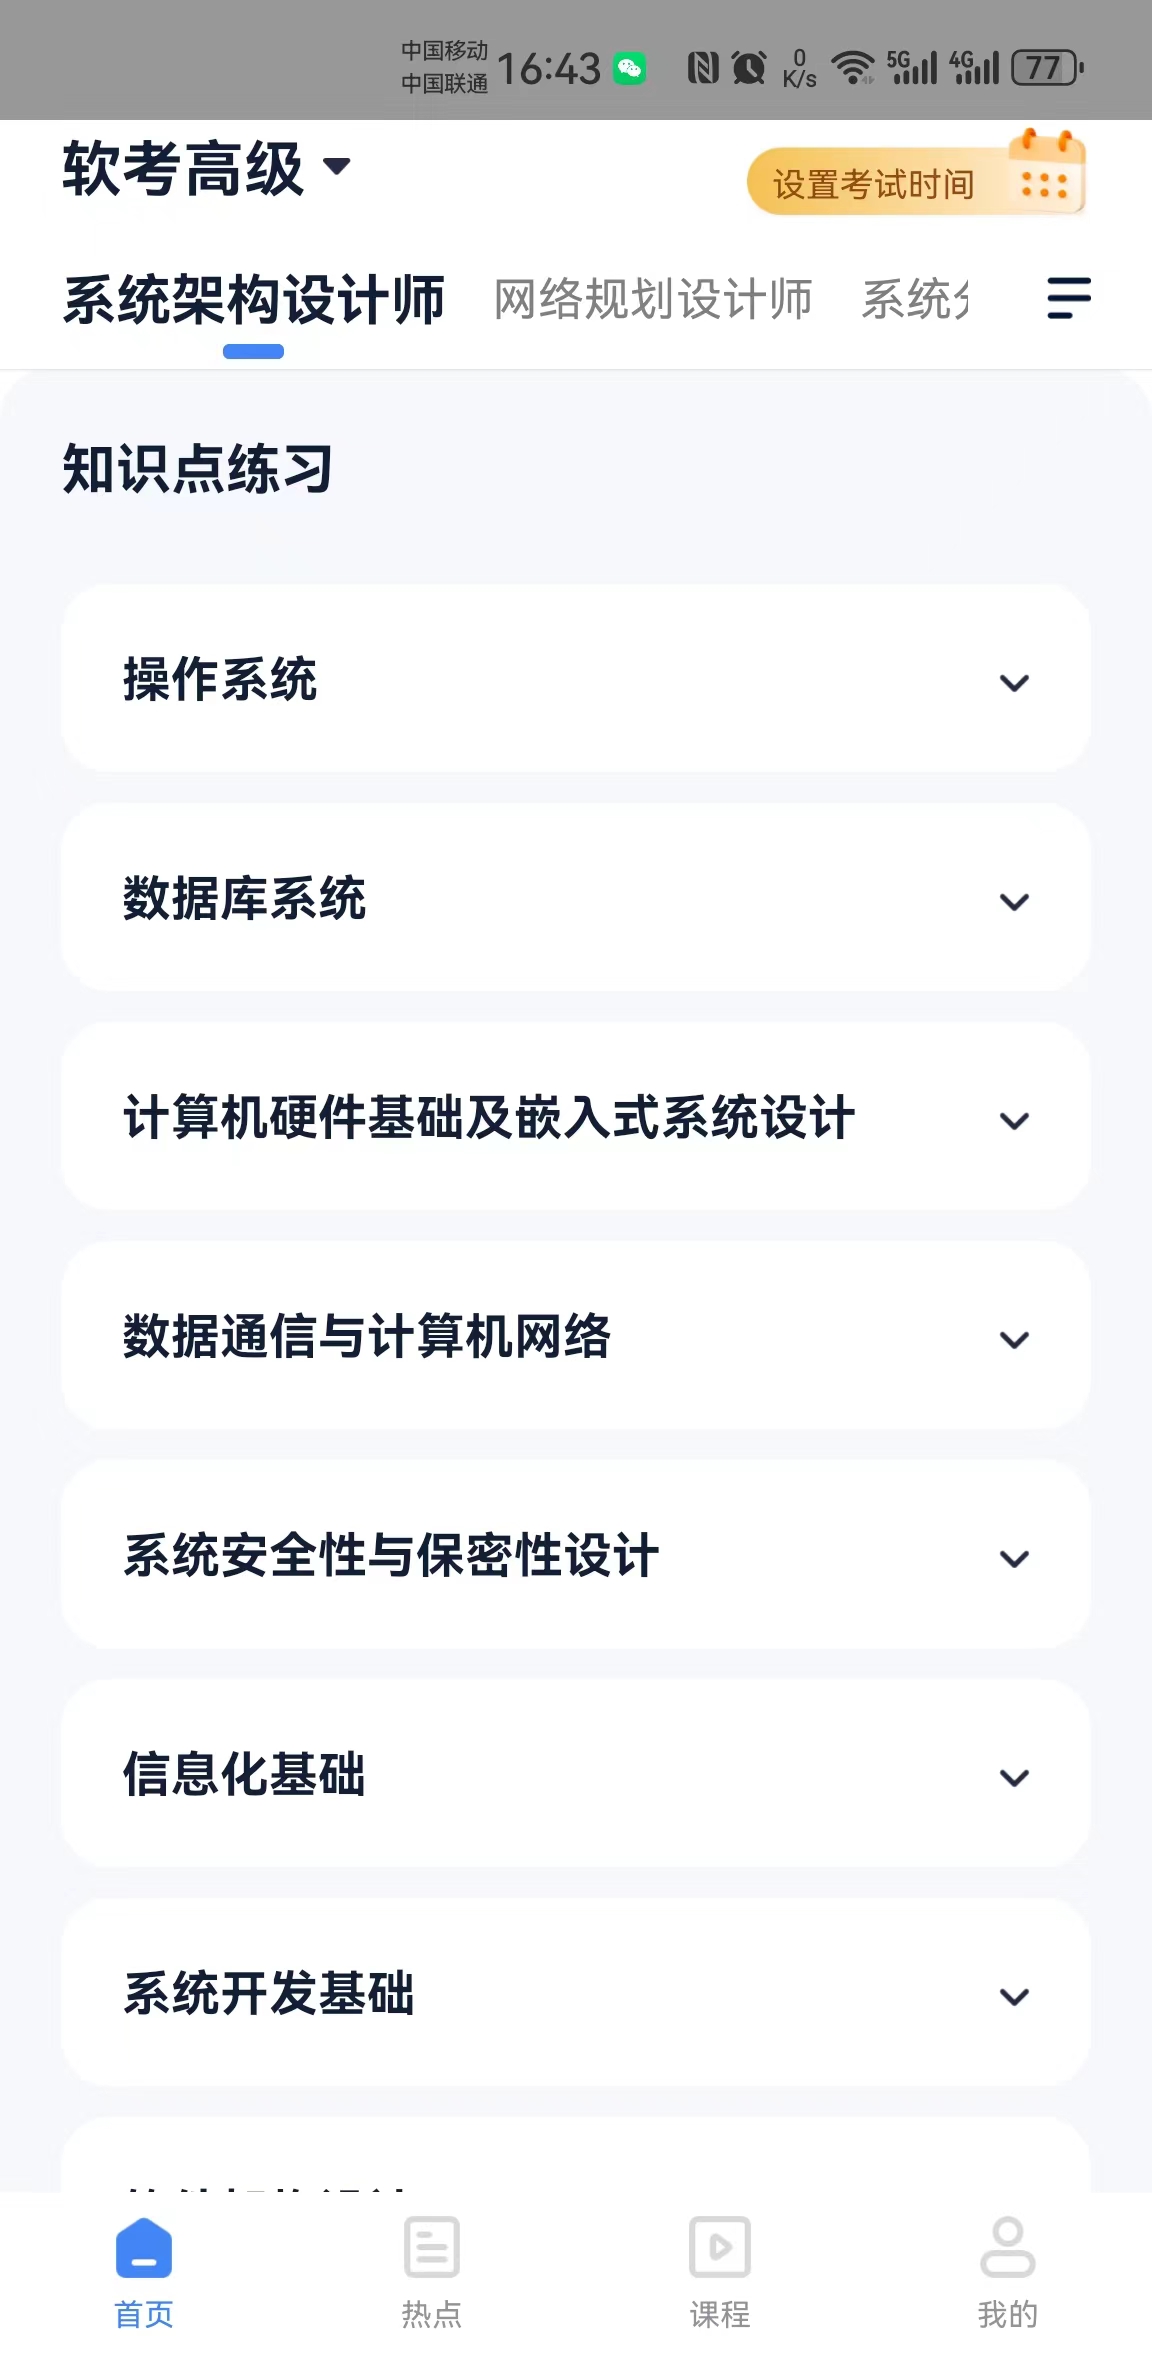 中国移动
中国联通
16:43
0
K/s
5G
4G
77
软考高级
设置考试时间
系统架构设计师 网络规划设计师 系统
知识点练习
操作系统
数据库系统
计算机硬件基础及嵌入式系统设计
数据通信与计算机网络
系统安全性与保密性设计
信息化基础
系统开发基础
首页 热点 课程 我的